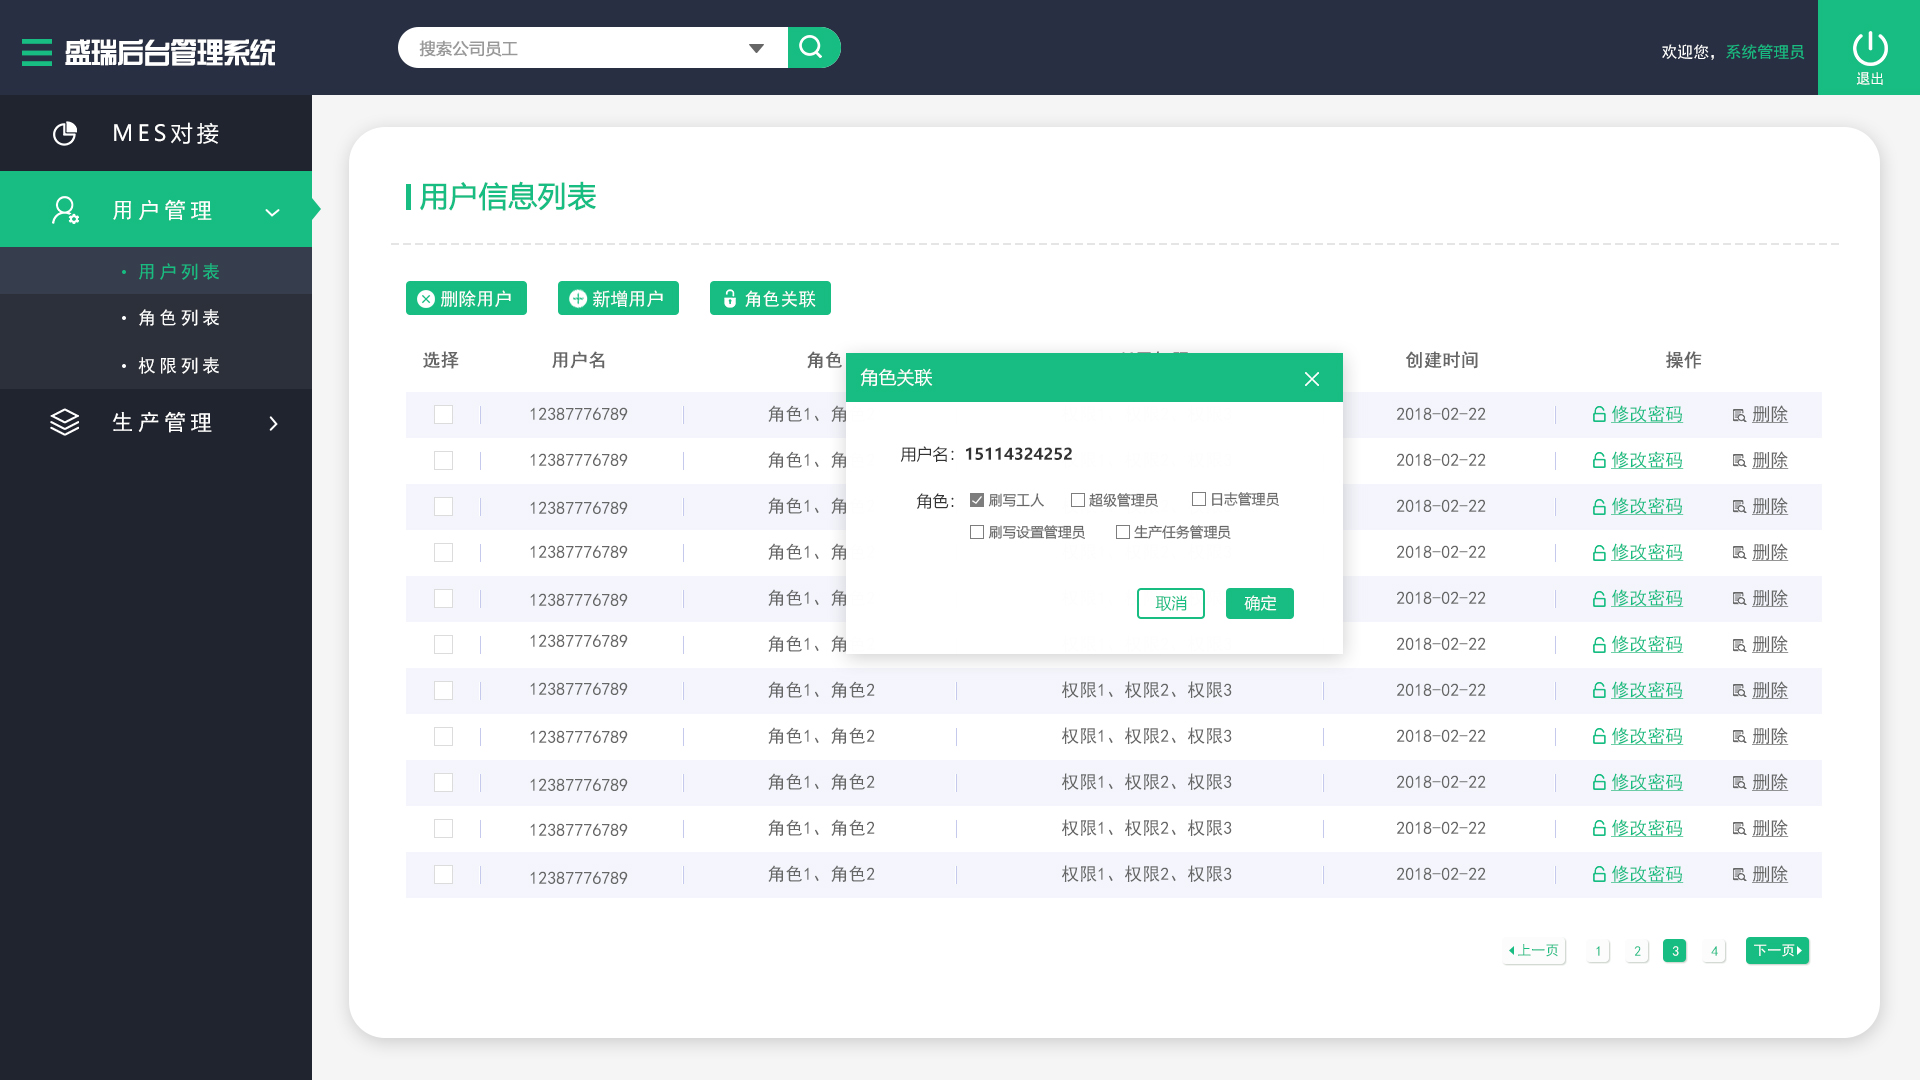 盛瑞后台管理系统
搜索公司员工
欢迎您，系统管理员
退出
MES对接
用户管理
· 用户列表
· 角色列表
· 权限列表
生产管理
用户信息列表
删除用户 新增用户 角色关联
选择 用户名 角色 创建时间 操作
12387776789 角色1、角 2018-02-22 修改密码 删除
12387776789 角色1、角 2018-02-22 修改密码 删除
12387776789 角色1、角 2018-02-22 修改密码 删除
12387776789 角色1、角 2018-02-22 修改密码 删除
12387776789 角色1、角 2018-02-22 修改密码 删除
12387776789 角色1、角 2018-02-22 修改密码 删除
12387776789 角色1、角色2 权限1、权限2、权限3 2018-02-22 修改密码 删除
12387776789 角色1、角色2 权限1、权限2、权限3 2018-02-22 修改密码 删除
12387776789 角色1、角色2 权限1、权限2、权限3 2018-02-22 修改密码 删除
12387776789 角色1、角色2 权限1、权限2、权限3 2018-02-22 修改密码 删除
12387776789 角色1、角色2 权限1、权限2、权限3 2018-02-22 修改密码 删除
角色关联
用户名：15114324252
角色： 刷写工人 超级管理员 日志管理员
刷写设置管理员 生产任务管理员
取消 确定
上一页 1 2 3 4 下一页